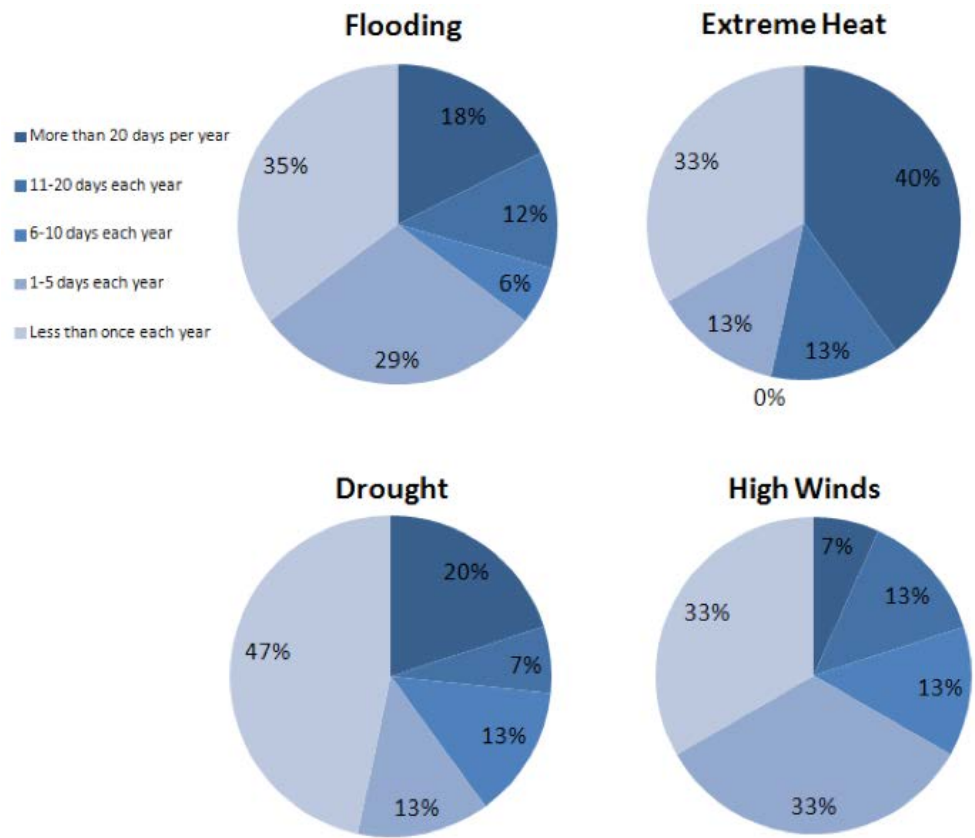 Flooding
Extreme Heat
More than 20 days per year
11-20 days each year
6-10 days each year
1-5 days each year
Less than once each year
18%
12%
6%
29%
35%
40%
13%
0%
13%
33%
Drought
High Winds
20%
7%
13%
13%
47%
7%
13%
13%
33%
33%